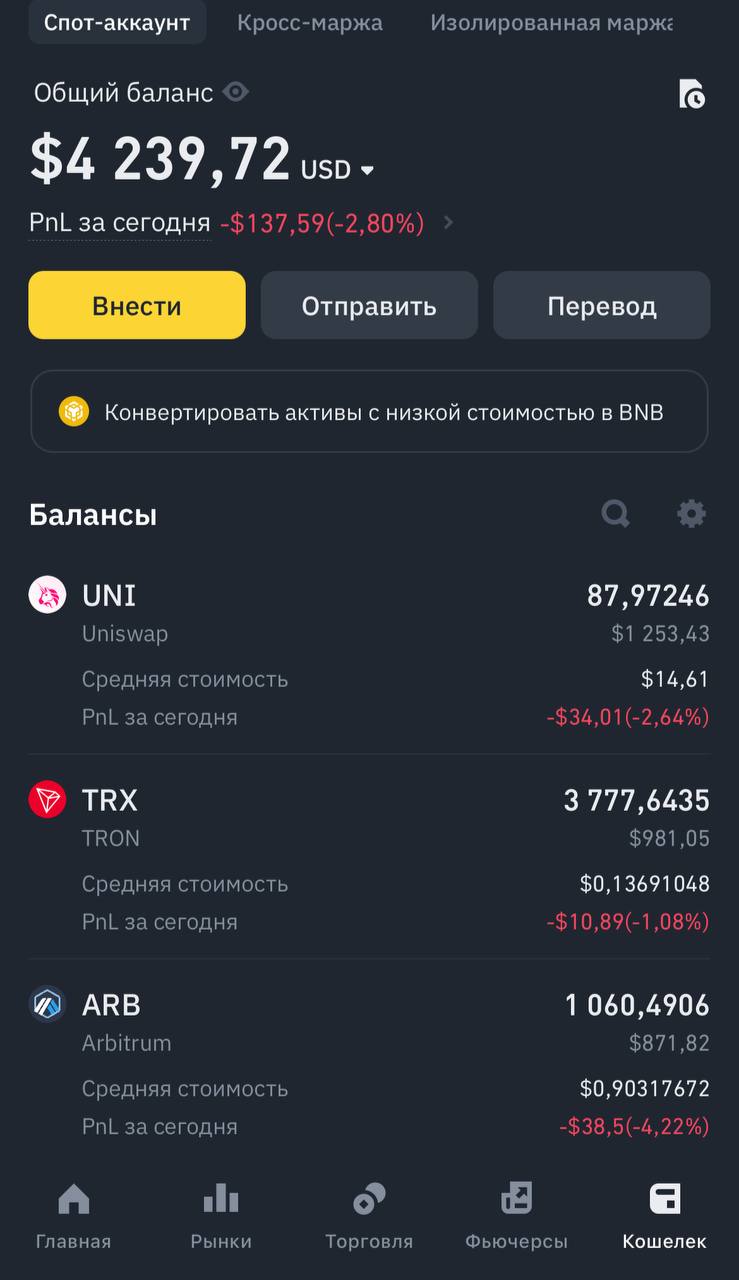 Спот-аккаунт Кросс-маржа Изолированная марж
Общий баланс
$4 239,72 USD
PnL за сегодня -$137,59(-2,80%)
Внести Отправить Перевод
Конвертировать активы с низкой стоимостью в BNB
Балансы
UNI 87,97246
Uniswap $1 253,43
Средняя стоимость $14,61
PnL за сегодня -$34,01(-2,64%)
TRX 3 777,6435
TRON $981,05
Средняя стоимость $0,13691048
PnL за сегодня -$10,89(-1,08%)
ARB 1 060,4906
Arbitrum $871,82
Средняя стоимость $0,90317672
PnL за сегодня -$38,5(-4,22%)
Главная Рынки Торговля Фьючерсы Кошелек